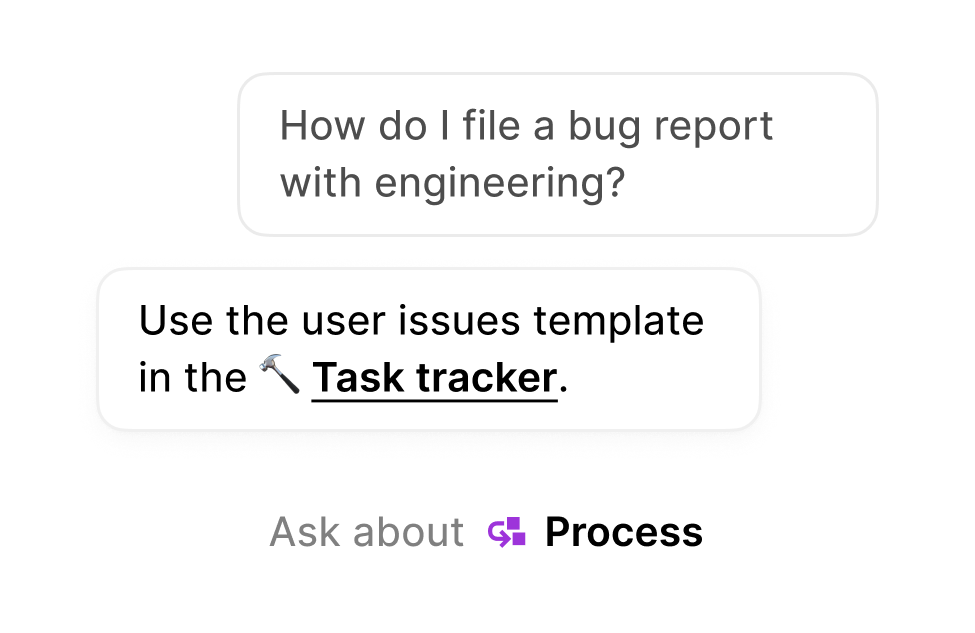 How do I file a bug report
with engineering?
Use the user issues template
in the 🔨 Task tracker.
Ask about Process